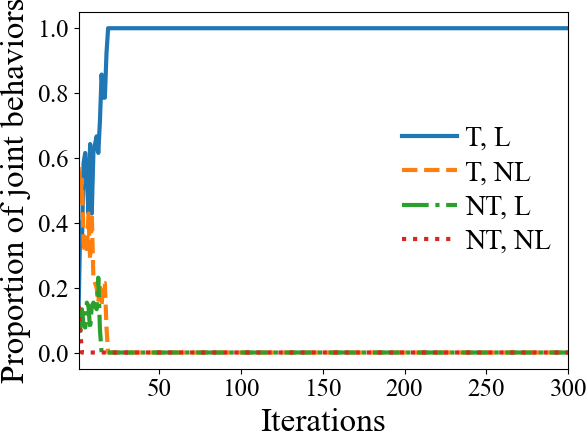 Proportion of joint behaviors
1.0
0.8
0.6
0.4
0.2
0.0
T, L
T, NL
NT, L
NT, NL
50 100 150 200 250 300
Iterations